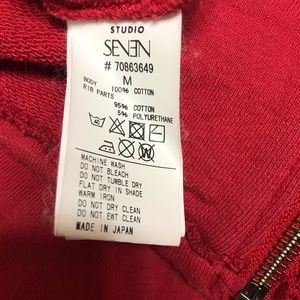 STUDIO
SEVEN
# 70863649
M
BODY 100% COTTON
RIB PARTS
95% COTTON
5% POLYURETHANE
40
W
MACHINE WASH
DO NOT BLEACH
DO NOT TUMBLE DRY
FLAT DRY IN SHADE
WARM IRON
DO NOT DRY CLEAN
DO NOT EWT CLEAN
MADE IN JAPAN